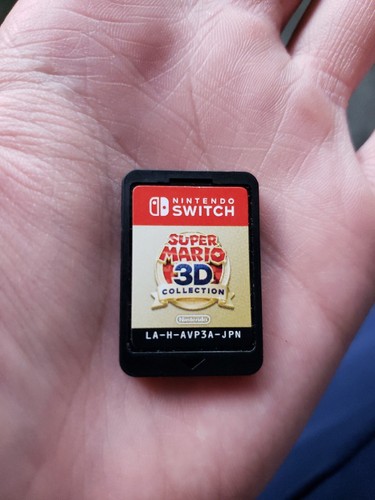 NINTENDO
SWITCH
SUPER
MARIO
3D
COLLECTION
Nintendo
LA-H-AVP3A-JPN